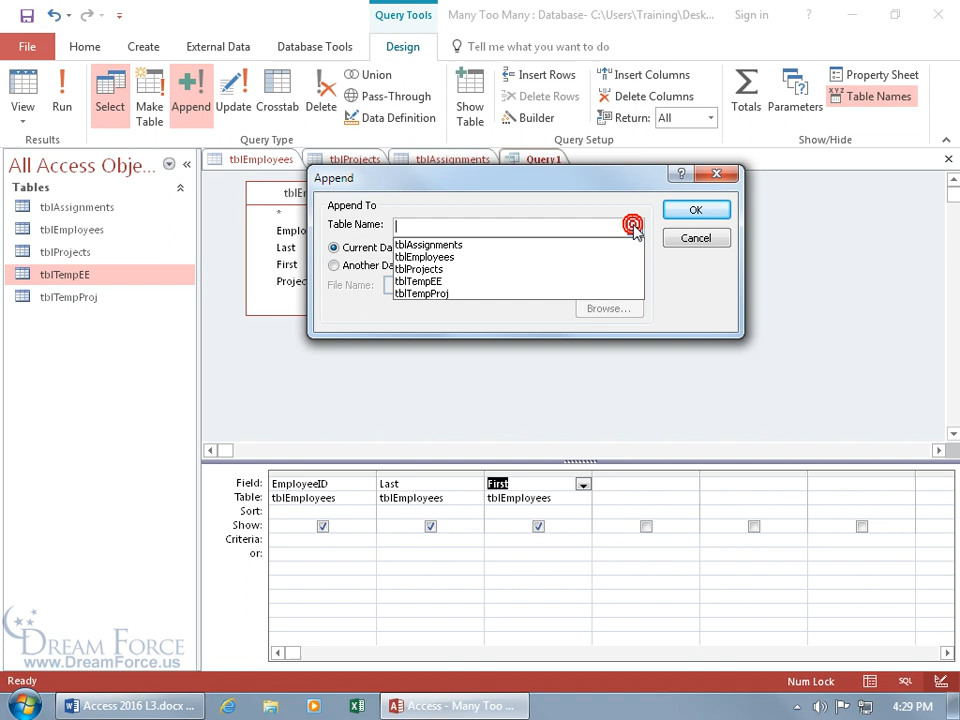 Query Tools
Many Too Many : Database- C:\Users\Training\Desk...
Sign in
?
File
Home
Create
External Data
Database Tools
Design
Tell me what you want to do
View
Run
Results
Select
Make Table
Append
Update
Crosstab
Delete
Union
Pass-Through
Data Definition
Query Type
Show Table
Insert Rows
Delete Rows
Builder
Insert Columns
Delete Columns
Return: All
Query Setup
Totals
Parameters
Property Sheet
XYZ Table Names
Show/Hide
All Access Obje...
Tables
tblAssignments
tblEmployees
tblProjects
tblTempEE
tblTempProj
tblEmployees
tblProjects
tblAssignments
Query1
tblE
*
Emplo
Last
First
Projec
Append
?
Append To
Table Name:
Current Da
Another Da
File Name:
tblAssignments
tblEmployees
tblProjects
tblTempEE
tblTempProj
OK
Cancel
Browse...
Field: EmployeeID Last First
Table: tblEmployees tblEmployees tblEmployees
Sort:
Show:
Criteria:
or:
DREAM FORCE
www.DreamForce.us
Ready
Num Lock
SQL
Access 2016 L3.docx ...
Access - Many Too ...
4:29 PM